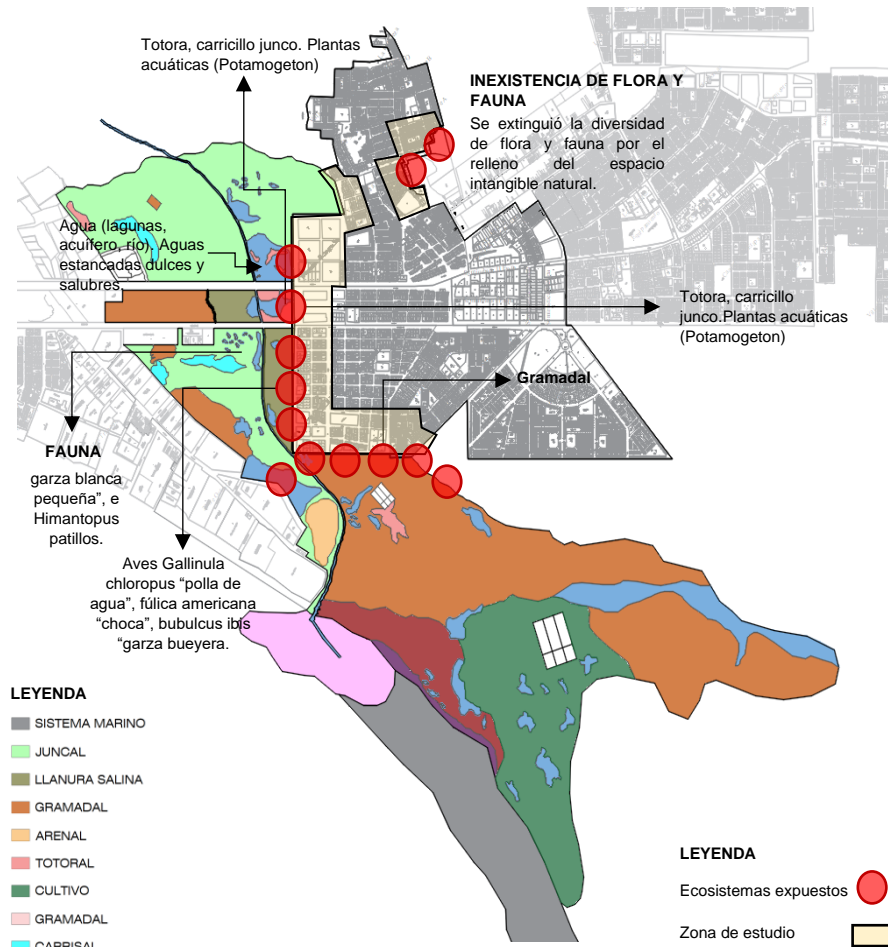 Totora, carricillo junco. Plantas
acuáticas (Potamogeton)
INEXISTENCIA DE FLORA Y
FAUNA
Se extinguió la diversidad
de flora y fauna por el
relleno del espacio
intangible natural.
Agua (lagunas,
acuífero, río). Aguas
estancadas dulces y
salubres.
Totora, carricillo
junco.Plantas acuáticas
(Potamogeton)
Gramadal
FAUNA
garza blanca
pequeña”, e
Himantopus
patillos.
Aves Gallinula
chloropus “polla de
agua”, fúlica americana
“choca”, bubulcus ibis
“garza bueyera.
LEYENDA
SISTEMA MARINO
JUNCAL
LLANURA SALINA
GRAMADAL
ARENAL
TOTORAL
CULTIVO
GRAMADAL
CARRISAL
LEYENDA
Ecosistemas expuestos
Zona de estudio